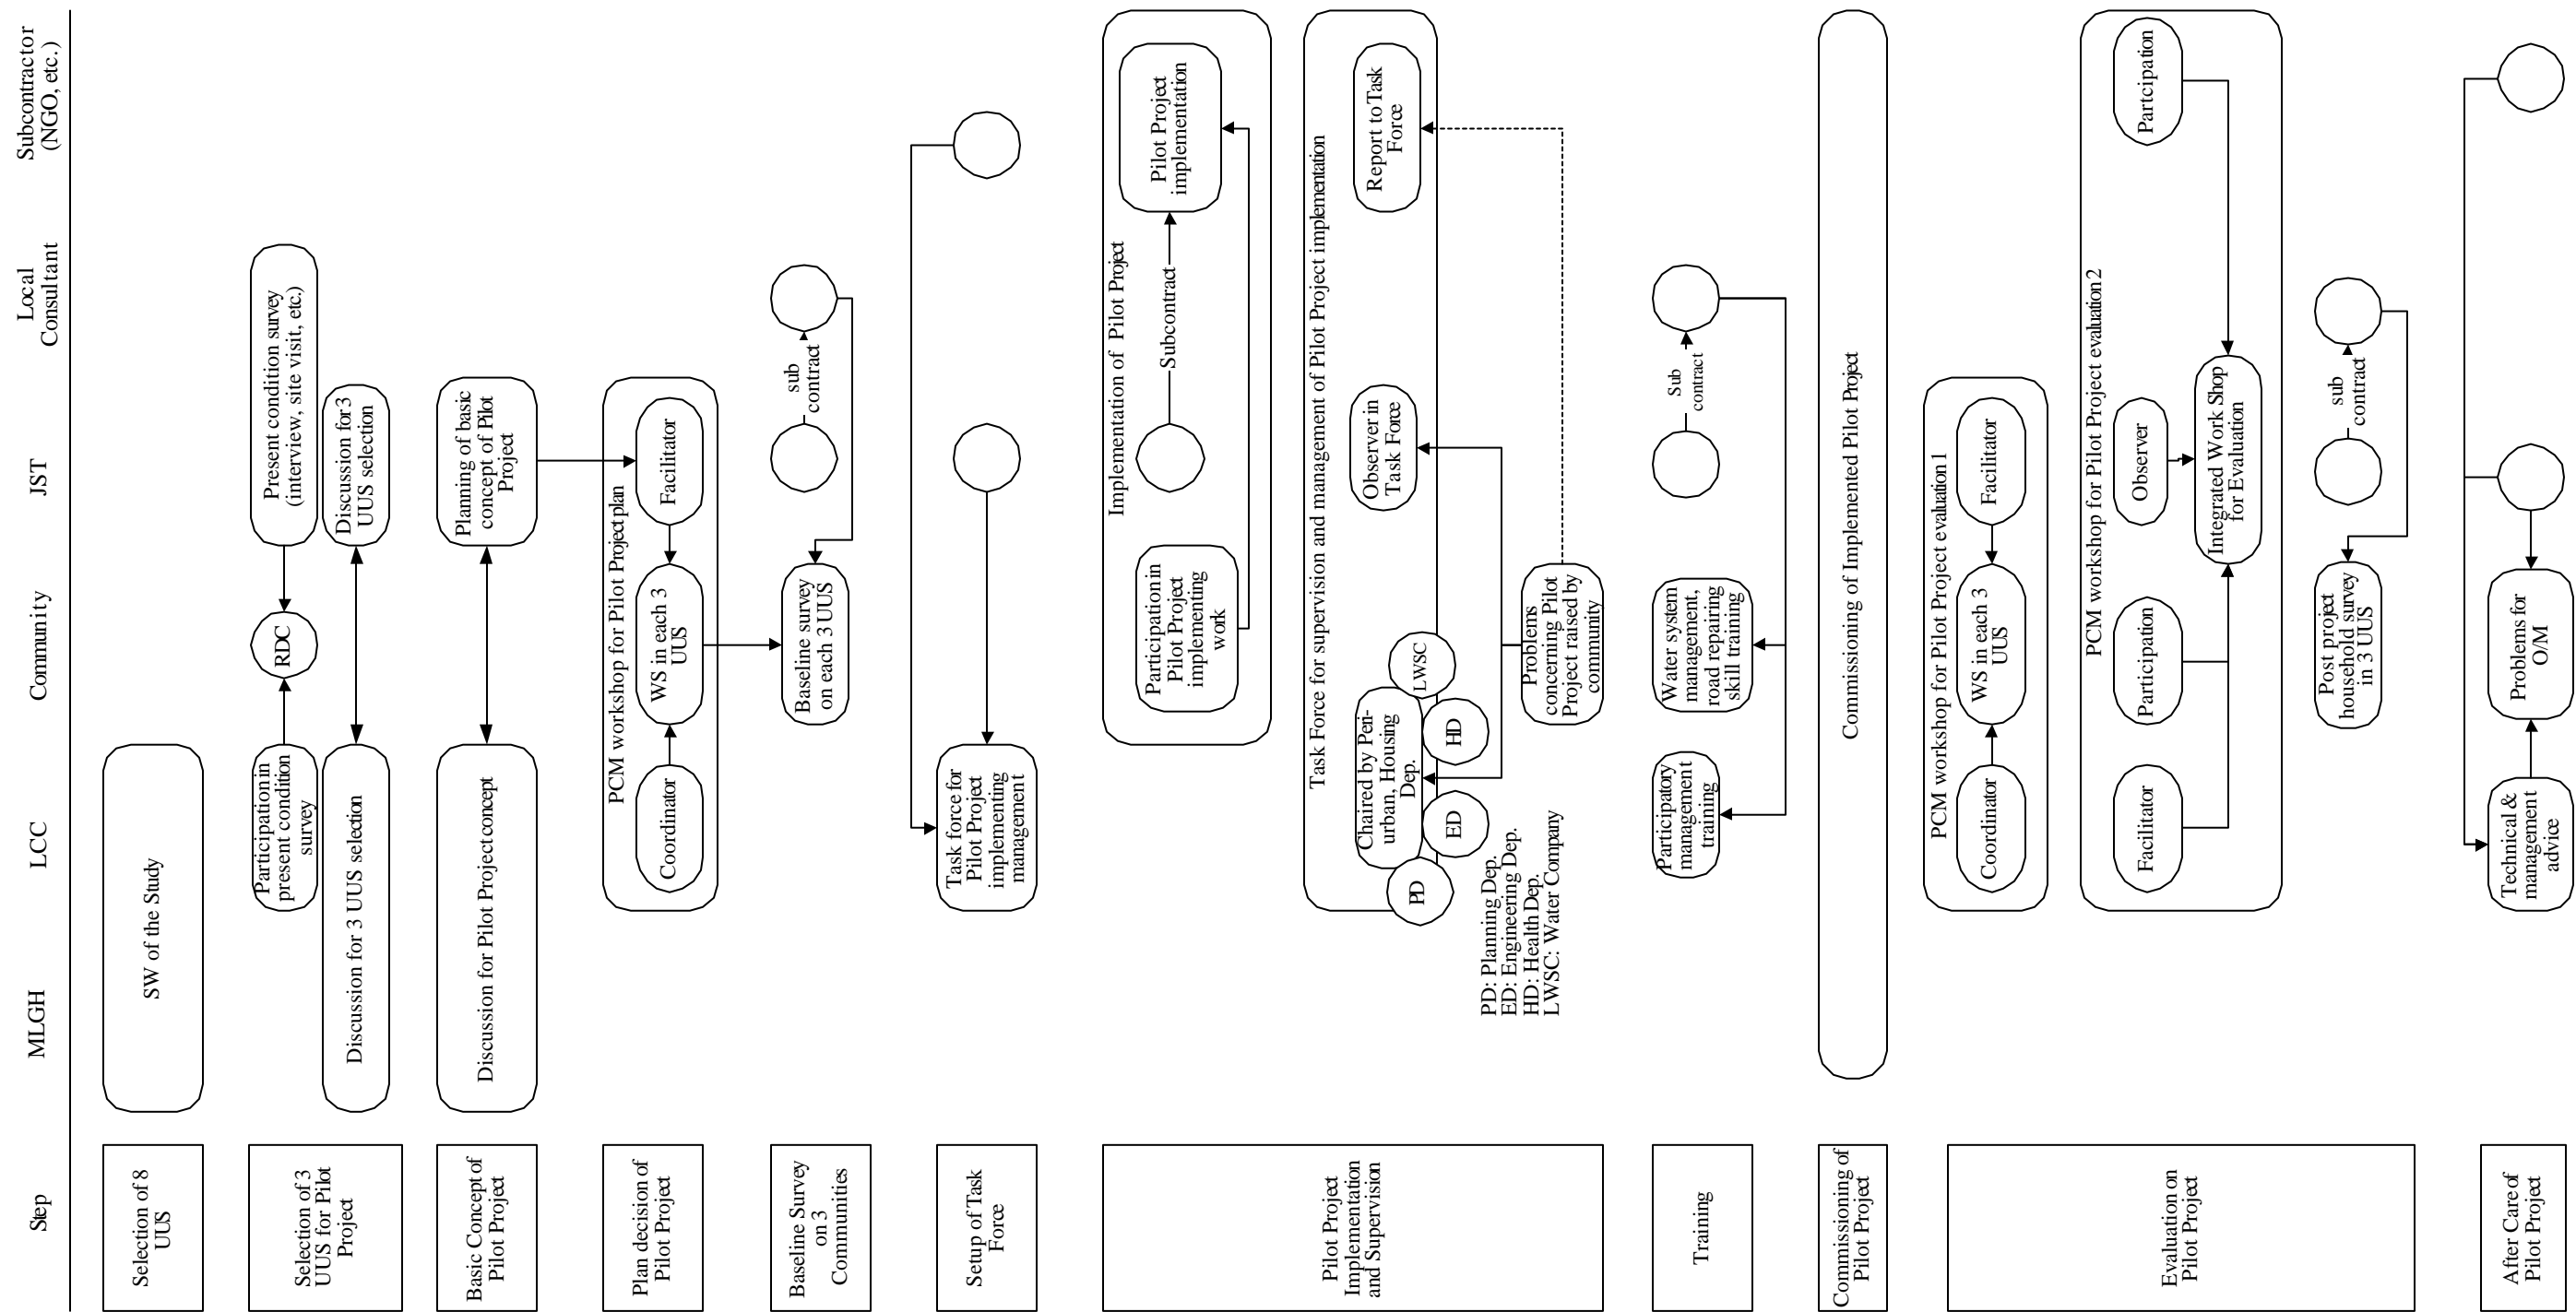 Step
MLGH
LCC
Community
JST
Local
Consultant
Subcontractor
(NGO, etc.)
Selection of 8
UUS
SW of the Study
Selection of 3
UUS for Pilot
Project
Participation in
present condition
survey
RDC
Present condition survey
(interview, site visit, etc.)
Discussion for 3 UUS selection
Discussion for 3
UUS selection
Basic Concept of
Pilot Project
Discussion for Pilot Project concept
Planning of basic
concept of Pilot
Project
Plan decision of
Pilot Project
PCM workshop for Pilot Project plan
Coordinator
WS in each 3
UUS
Facilitator
Baseline Survey
on 3
Communities
Baseline survey
on each 3 UUS
sub
contract
Setup of Task
Force
Task force for
Pilot Project
implementing
management
Pilot Project
Implementation
and Supervision
Implementation of Pilot Project
Participation in
Pilot Project
implementing
work
Subcontract
Pilot Project
implementation
Task Force for supervision and management of Pilot Project implementation
Chaired by Peri-
urban, Housing
Dep.
PD
ED
HD
LWSC
Observer in
Task Force
Report to Task
Force
PD: Planning Dep.
ED: Engineering Dep.
HD: Health Dep.
LWSC: Water Company
Problems
concerning Pilot
Project raised by
community
Training
Participatory
management
training
Water system
management,
road repairing
skill training
Sub
contract
Commissioning of
Pilot Project
Commissioning of Implemented Pilot Project
Evaluation on
Pilot Project
PCM workshop for Pilot Project evaluation 1
Coordinator
WS in each 3
UUS
Facilitator
PCM workshop for Pilot Project evaluation 2
Facilitator
Participation
Observer
Partcipation
Integrated Work Shop
for Evaluation
Post project
household survey
in 3 UUS
sub
contract
After Care of
Pilot Project
Technical &
management
advice
Problems for
O/M